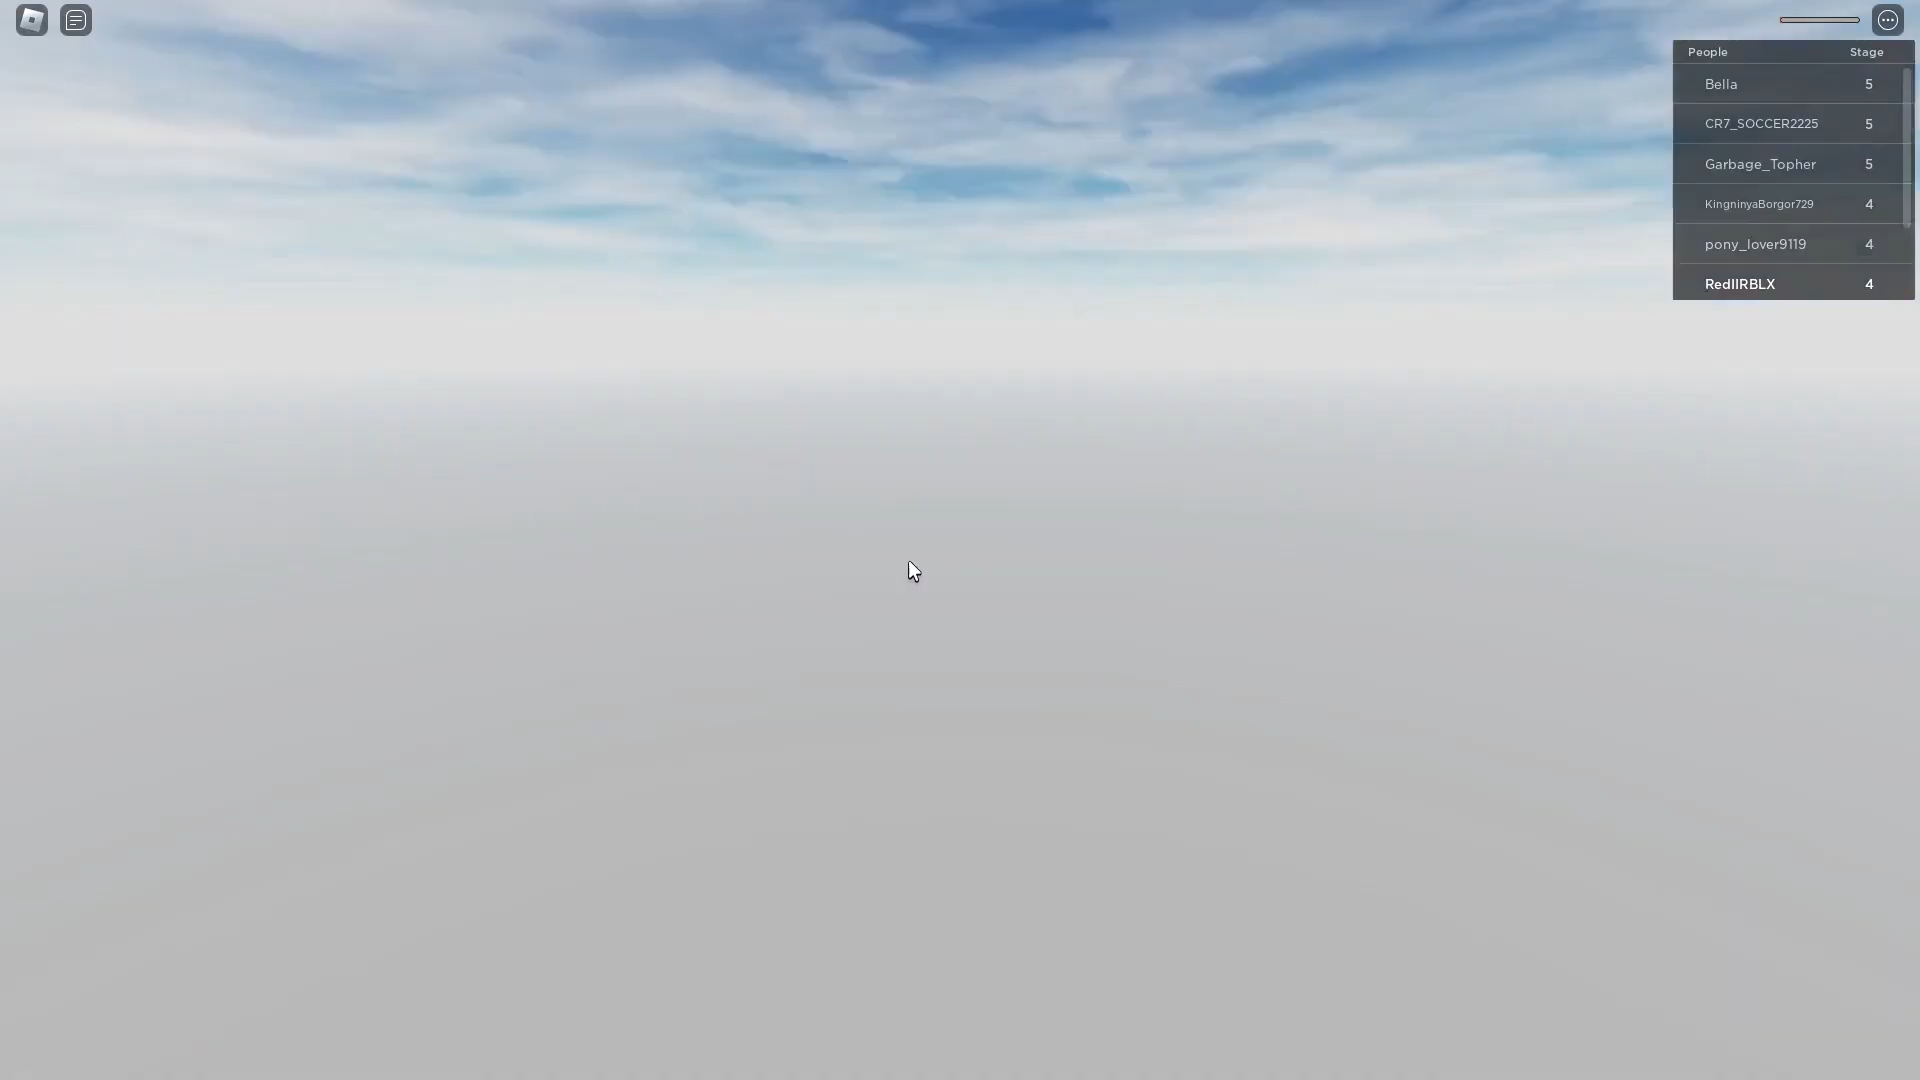 People Stage
Bella 5
CR7_SOCCER2225 5
Garbage_Topher 5
KingninyaBorgor729 4
pony_lover9119 4
RedIIRBLX 4